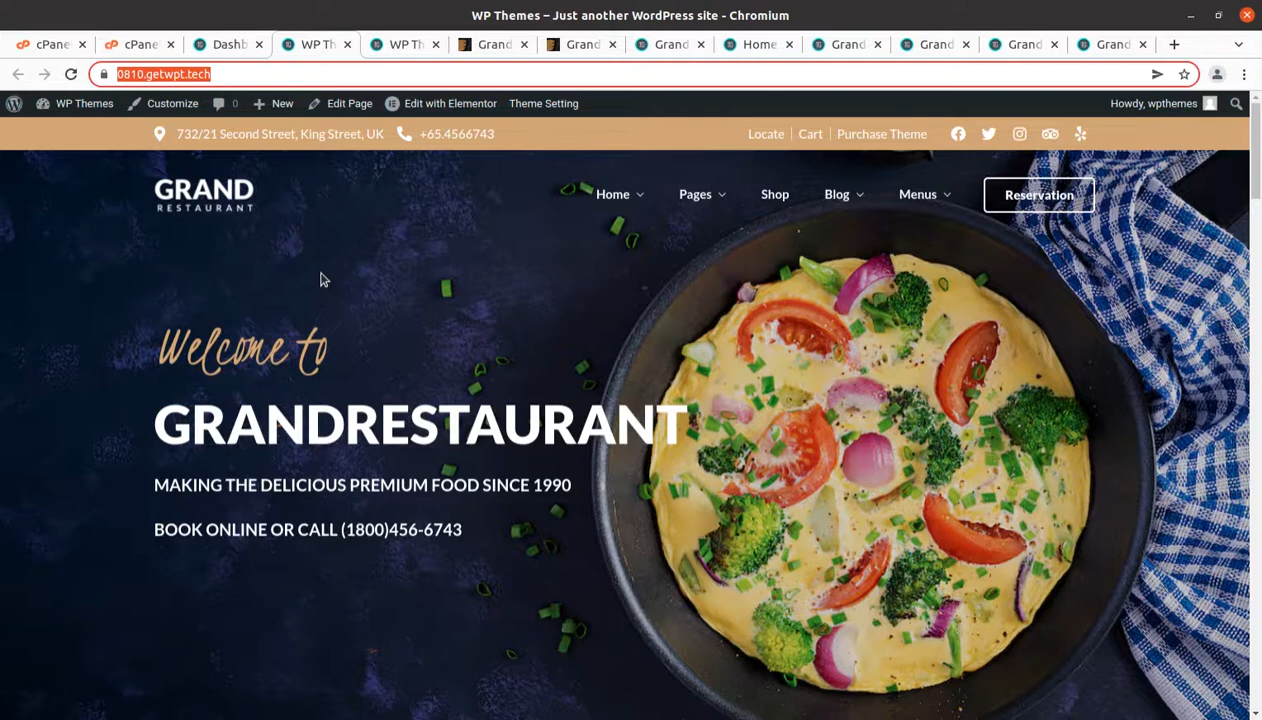 WP Themes – Just another WordPress site - Chromium
cPane
cPane
Dashb
WP Th
WP Th
Grand
Grand
Grand
Home
Grand
Grand
Grand
Grand
0810.getwpt.tech
WP Themes
Customize
0
New
Edit Page
Edit with Elementor
Theme Setting
Howdy, wpthemes
732/21 Second Street, King Street, UK
+65.4566743
Locate
Cart
Purchase Theme
GRAND
RESTAURANT
Home
Pages
Shop
Blog
Menus
Reservation
Welcome to
GRANDRESTAURANT
MAKING THE DELICIOUS PREMIUM FOOD SINCE 1990
BOOK ONLINE OR CALL (1800)456-6743